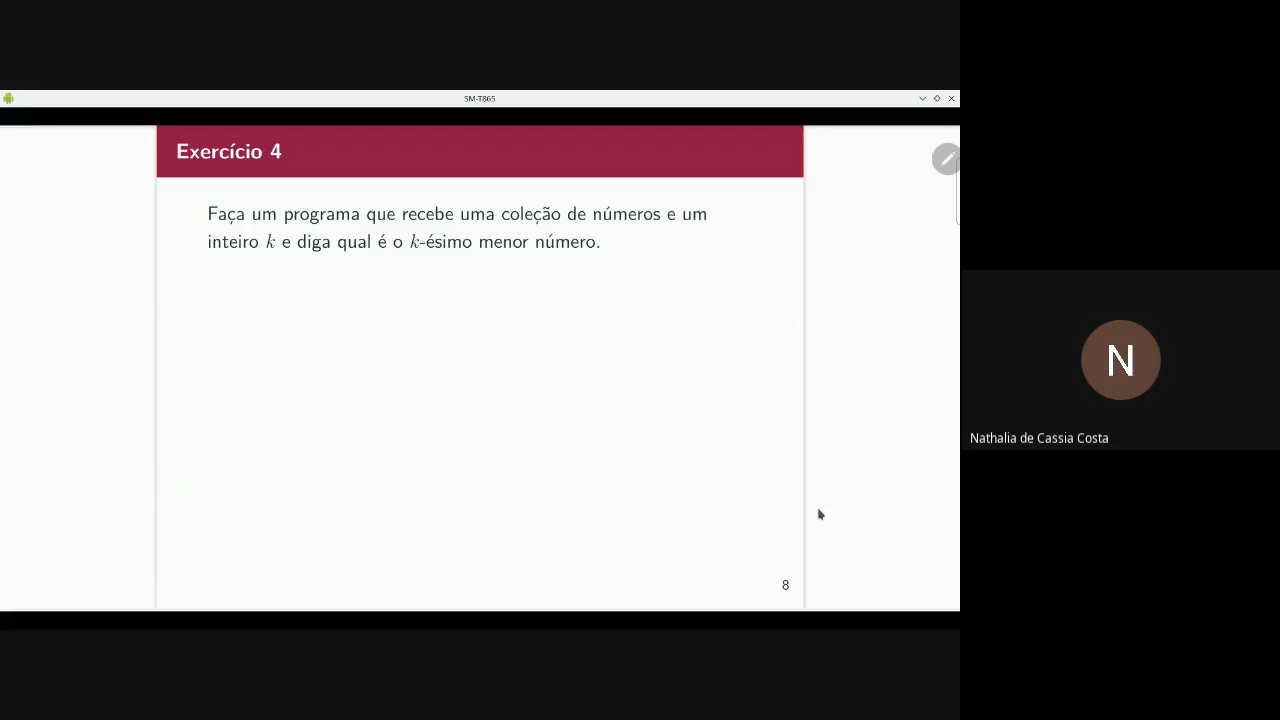 SM-T865
Exercício 4
Faça um programa que recebe uma coleção de números e um
inteiro k e diga qual é o k-ésimo menor número.
N
Nathalia de Cassia Costa
8